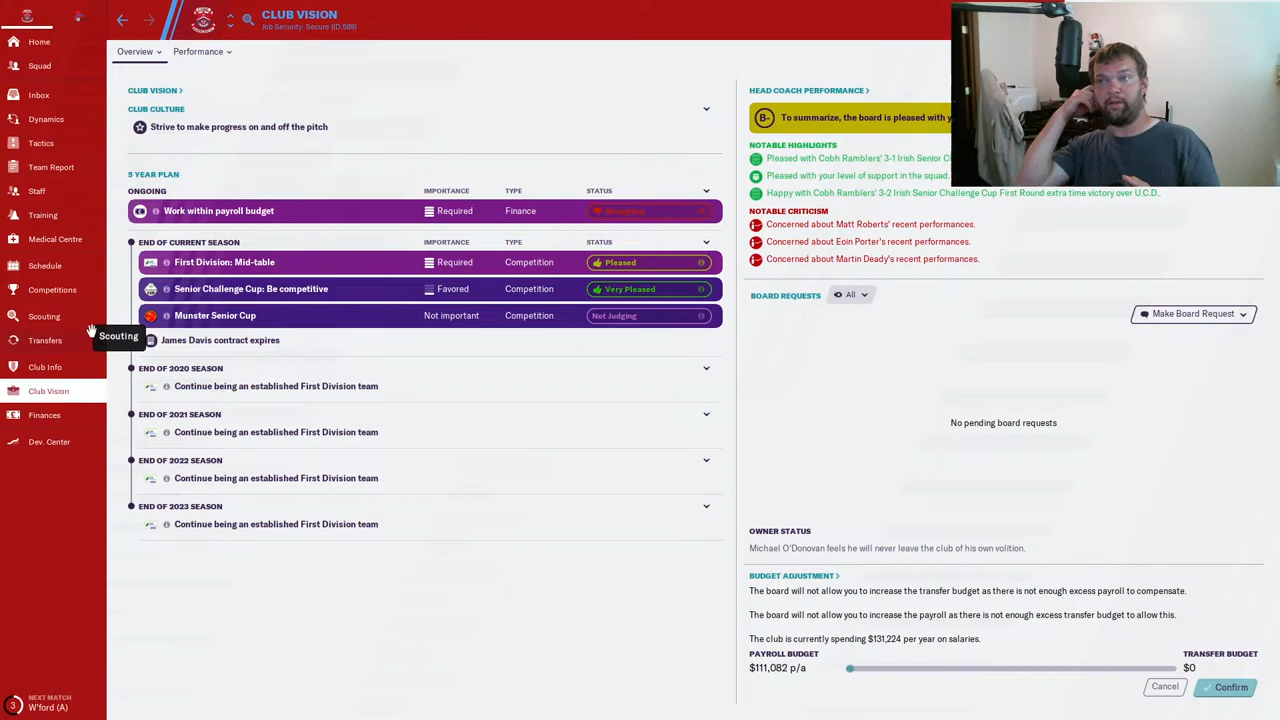 CLUB VISION
Job Security: Secure (ID:589)
Home
Squad
Inbox
Dynamics
Tactics
Team Report
Staff
Training
Medical Centre
Schedule
Competitions
Scouting
Transfers
Club Info
Club Vision
Finances
Dev. Center
Scouting
3
NEXT MATCH
W'ford (A)
Overview
Performance
CLUB VISION
CLUB CULTURE
Strive to make progress on and off the pitch
5 YEAR PLAN
ONGOING IMPORTANCE TYPE STATUS
Work within payroll budget Required Finance Struggling
END OF CURRENT SEASON IMPORTANCE TYPE STATUS
First Division: Mid-table Required Competition Pleased
Senior Challenge Cup: Be competitive Favored Competition Very Pleased
Munster Senior Cup Not important Competition Not Judging
James Davis contract expires
END OF 2020 SEASON
Continue being an established First Division team
END OF 2021 SEASON
Continue being an established First Division team
END OF 2022 SEASON
Continue being an established First Division team
END OF 2023 SEASON
Continue being an established First Division team
HEAD COACH PERFORMANCE
B- To summarize, the board is pleased with
NOTABLE HIGHLIGHTS
Pleased with Cobh Ramblers' 3-1 Irish Senior
Pleased with your level of support in the squad.
Happy with Cobh Ramblers' 3-2 Irish Senior Challenge Cup First Round extra time victory over U.C.D..
NOTABLE CRITICISM
Concerned about Matt Roberts' recent performances.
Concerned about Eoin Porter's recent performances.
Concerned about Martin Deady's recent performances.
BOARD REQUESTS All
Make Board Request
No pending board requests
OWNER STATUS
Michael O'Donovan feels he will never leave the club of his own volition.
BUDGET ADJUSTMENT
The board will not allow you to increase the transfer budget as there is not enough excess payroll to compensate.
The board will not allow you to increase the payroll as there is not enough excess transfer budget to allow this.
The club is currently spending $131,224 per year on salaries.
PAYROLL BUDGET TRANSFER BUDGET
$111,082 p/a $0
Cancel Confirm